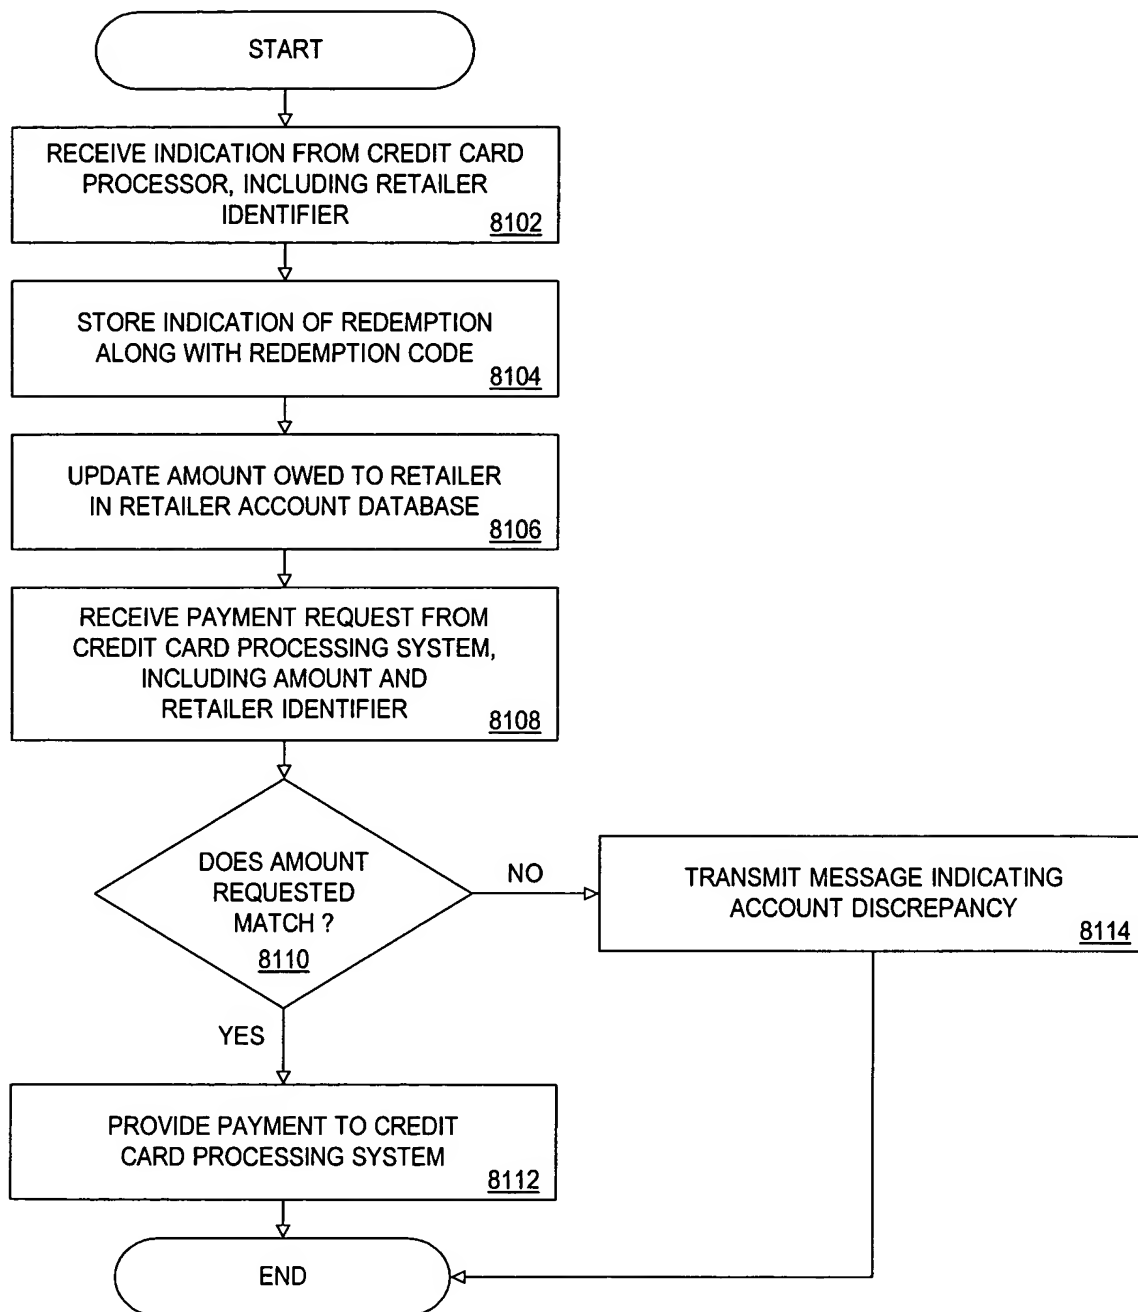 START
RECEIVE INDICATION FROM CREDIT CARD
PROCESSOR, INCLUDING RETAILER
IDENTIFIER
8102
STORE INDICATION OF REDEMPTION
ALONG WITH REDEMPTION CODE
8104
UPDATE AMOUNT OWED TO RETAILER
IN RETAILER ACCOUNT DATABASE
8106
RECEIVE PAYMENT REQUEST FROM
CREDIT CARD PROCESSING SYSTEM,
INCLUDING AMOUNT AND
RETAILER IDENTIFIER
8108
DOES AMOUNT
REQUESTED
MATCH ?
8110
NO
TRANSMIT MESSAGE INDICATING
ACCOUNT DISCREPANCY
8114
YES
PROVIDE PAYMENT TO CREDIT
CARD PROCESSING SYSTEM
8112
END